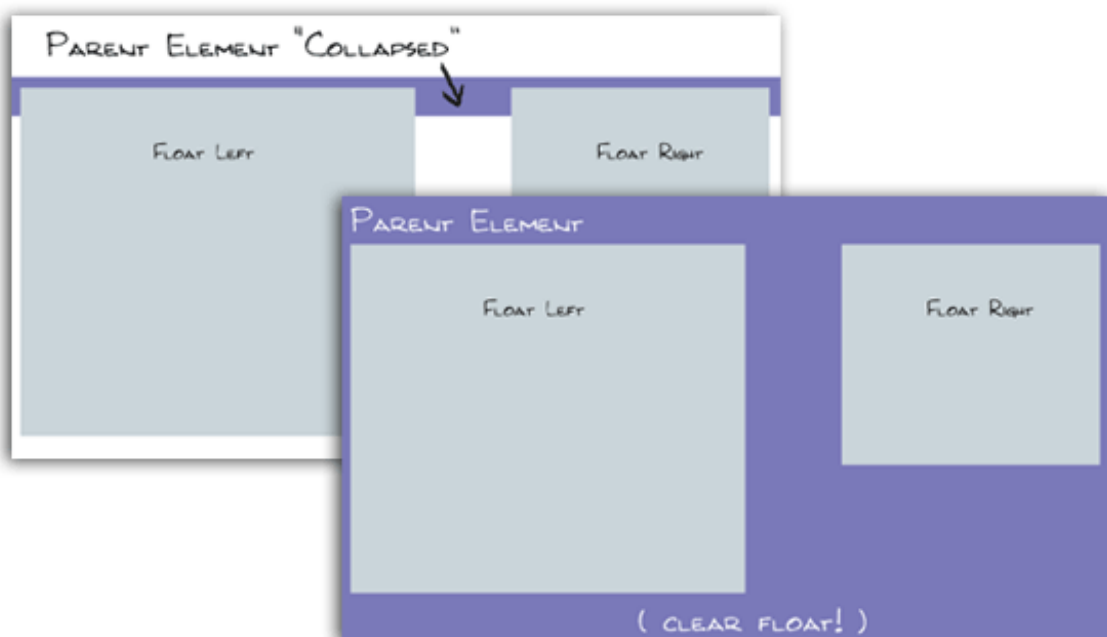 Parent Element "Collapsed"
Float Left
Float Right
Parent Element
Float Left
Float Right
( clear float! )